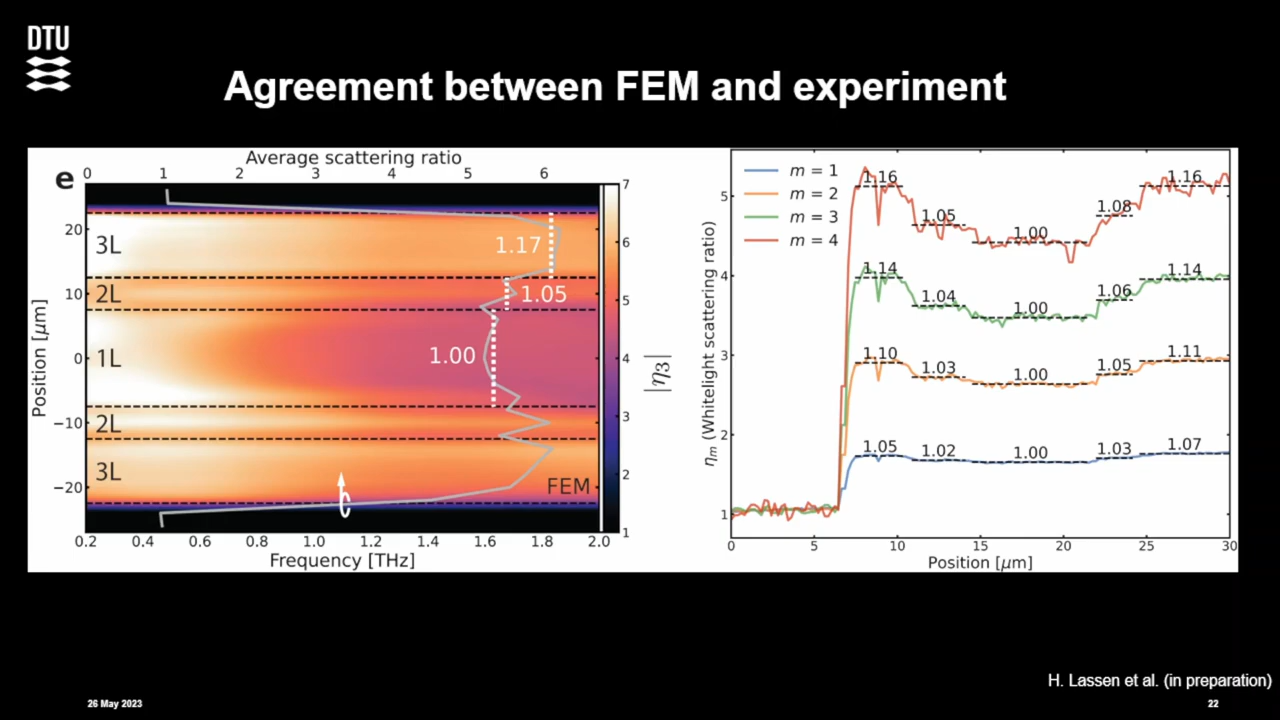 DTU
Agreement between FEM and experiment
e
Average scattering ratio
0 1 2 3 4 5 6
20
10
0
−10
−20
Position [μm]
3L
2L
1L
2L
3L
1.17
1.05
1.00
FEM
0.2 0.4 0.6 0.8 1.0 1.2 1.4 1.6 1.8 2.0
Frequency [THz]
7
6
5
4
3
2
1
|η3|
m = 1
m = 2
m = 3
m = 4
ηm (Whitelight scattering ratio)
5
4
3
2
1
1.16 1.05 1.00 1.08 1.16
1.14 1.04 1.00 1.06 1.14
1.10 1.03 1.00 1.05 1.11
1.05 1.02 1.00 1.03 1.07
0 5 10 15 20 25 30
Position [μm]
H. Lassen et al. (in preparation)
26 May 2023
22